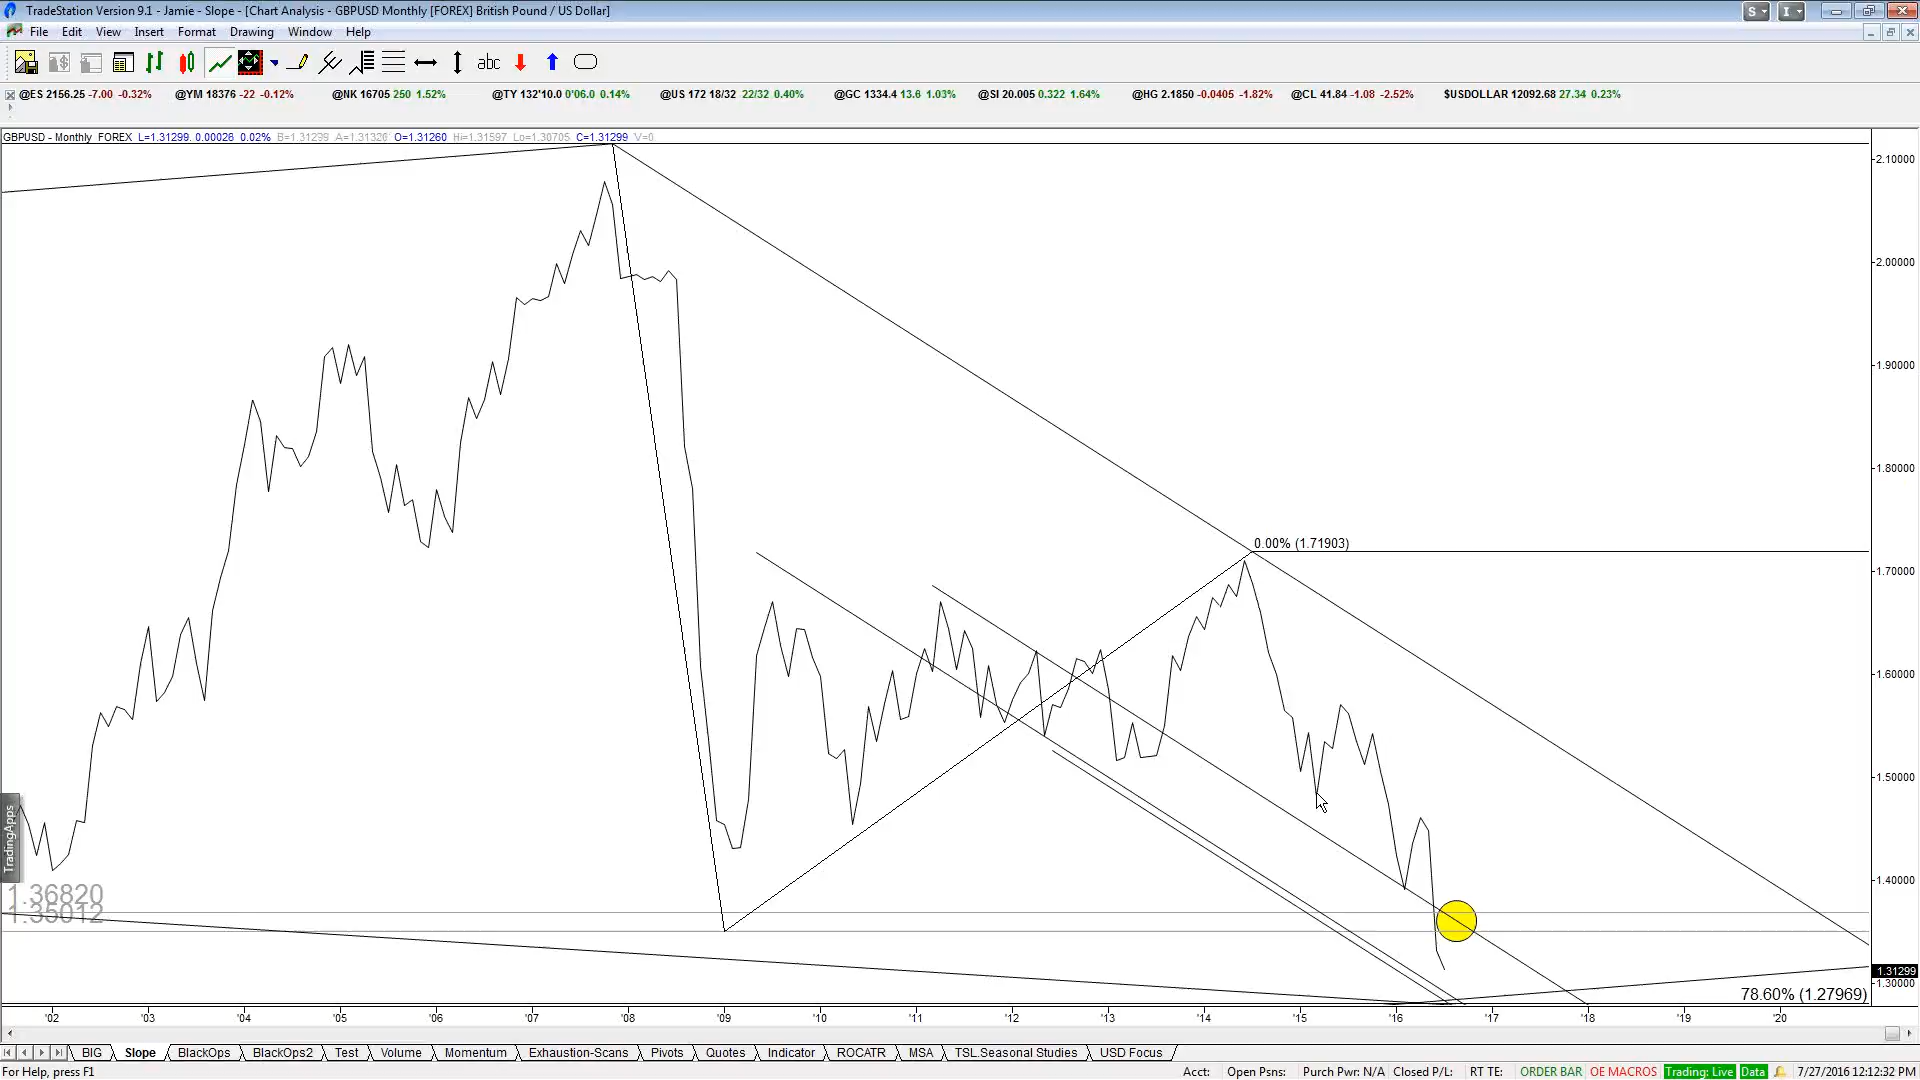 TradeStation Version 9.1 - Jamie - Slope - [Chart Analysis - GBPUSD Monthly [FOREX] British Pound / US Dollar]
S I
File Edit View Insert Format Drawing Window Help
abc
@ES 2156.25 -7.00 -0.32% @YM 18376 -22 -0.12% @NK 16705 250 1.52% @TY 132'10.0 0'06.0 0.14% @US 172 18/32 22/32 0.40% @GC 1334.4 13.6 1.03% @SI 20.005 0.322 1.64% @HG 2.1850 -0.0405 -1.82% @CL 41.84 -1.08 -2.52% $USDOLLAR 12092.68 27.34 0.23%
GBPUSD - Monthly FOREX L=1.31299 0.00026 0.02% B=1.31299 A=1.31320 O=1.31260 Hi=1.31597 Lo=1.30705 C=1.31299 V=0
2.10000
2.00000
1.90000
1.80000
0.00% (1.71903)
1.70000
1.60000
1.50000
TradingApps
1.40000
1.36820
1.35012
1.31299
1.30000
78.60% (1.27969)
'02 '03 '04 '05 '06 '07 '08 '09 '10 '11 '12 '13 '14 '15 '16 '17 '18 '19 '20
BIG Slope BlackOps BlackOps2 Test Volume Momentum Exhaustion-Scans Pivots Quotes Indicator ROCATR MSA TSL.Seasonal Studies USD Focus
For Help, press F1 Acct: Open Psns: Purch Pwr: N/A Closed P/L: RT TE: ORDER BAR OE MACROS Trading: Live Data 7/27/2016 12:12:32 PM